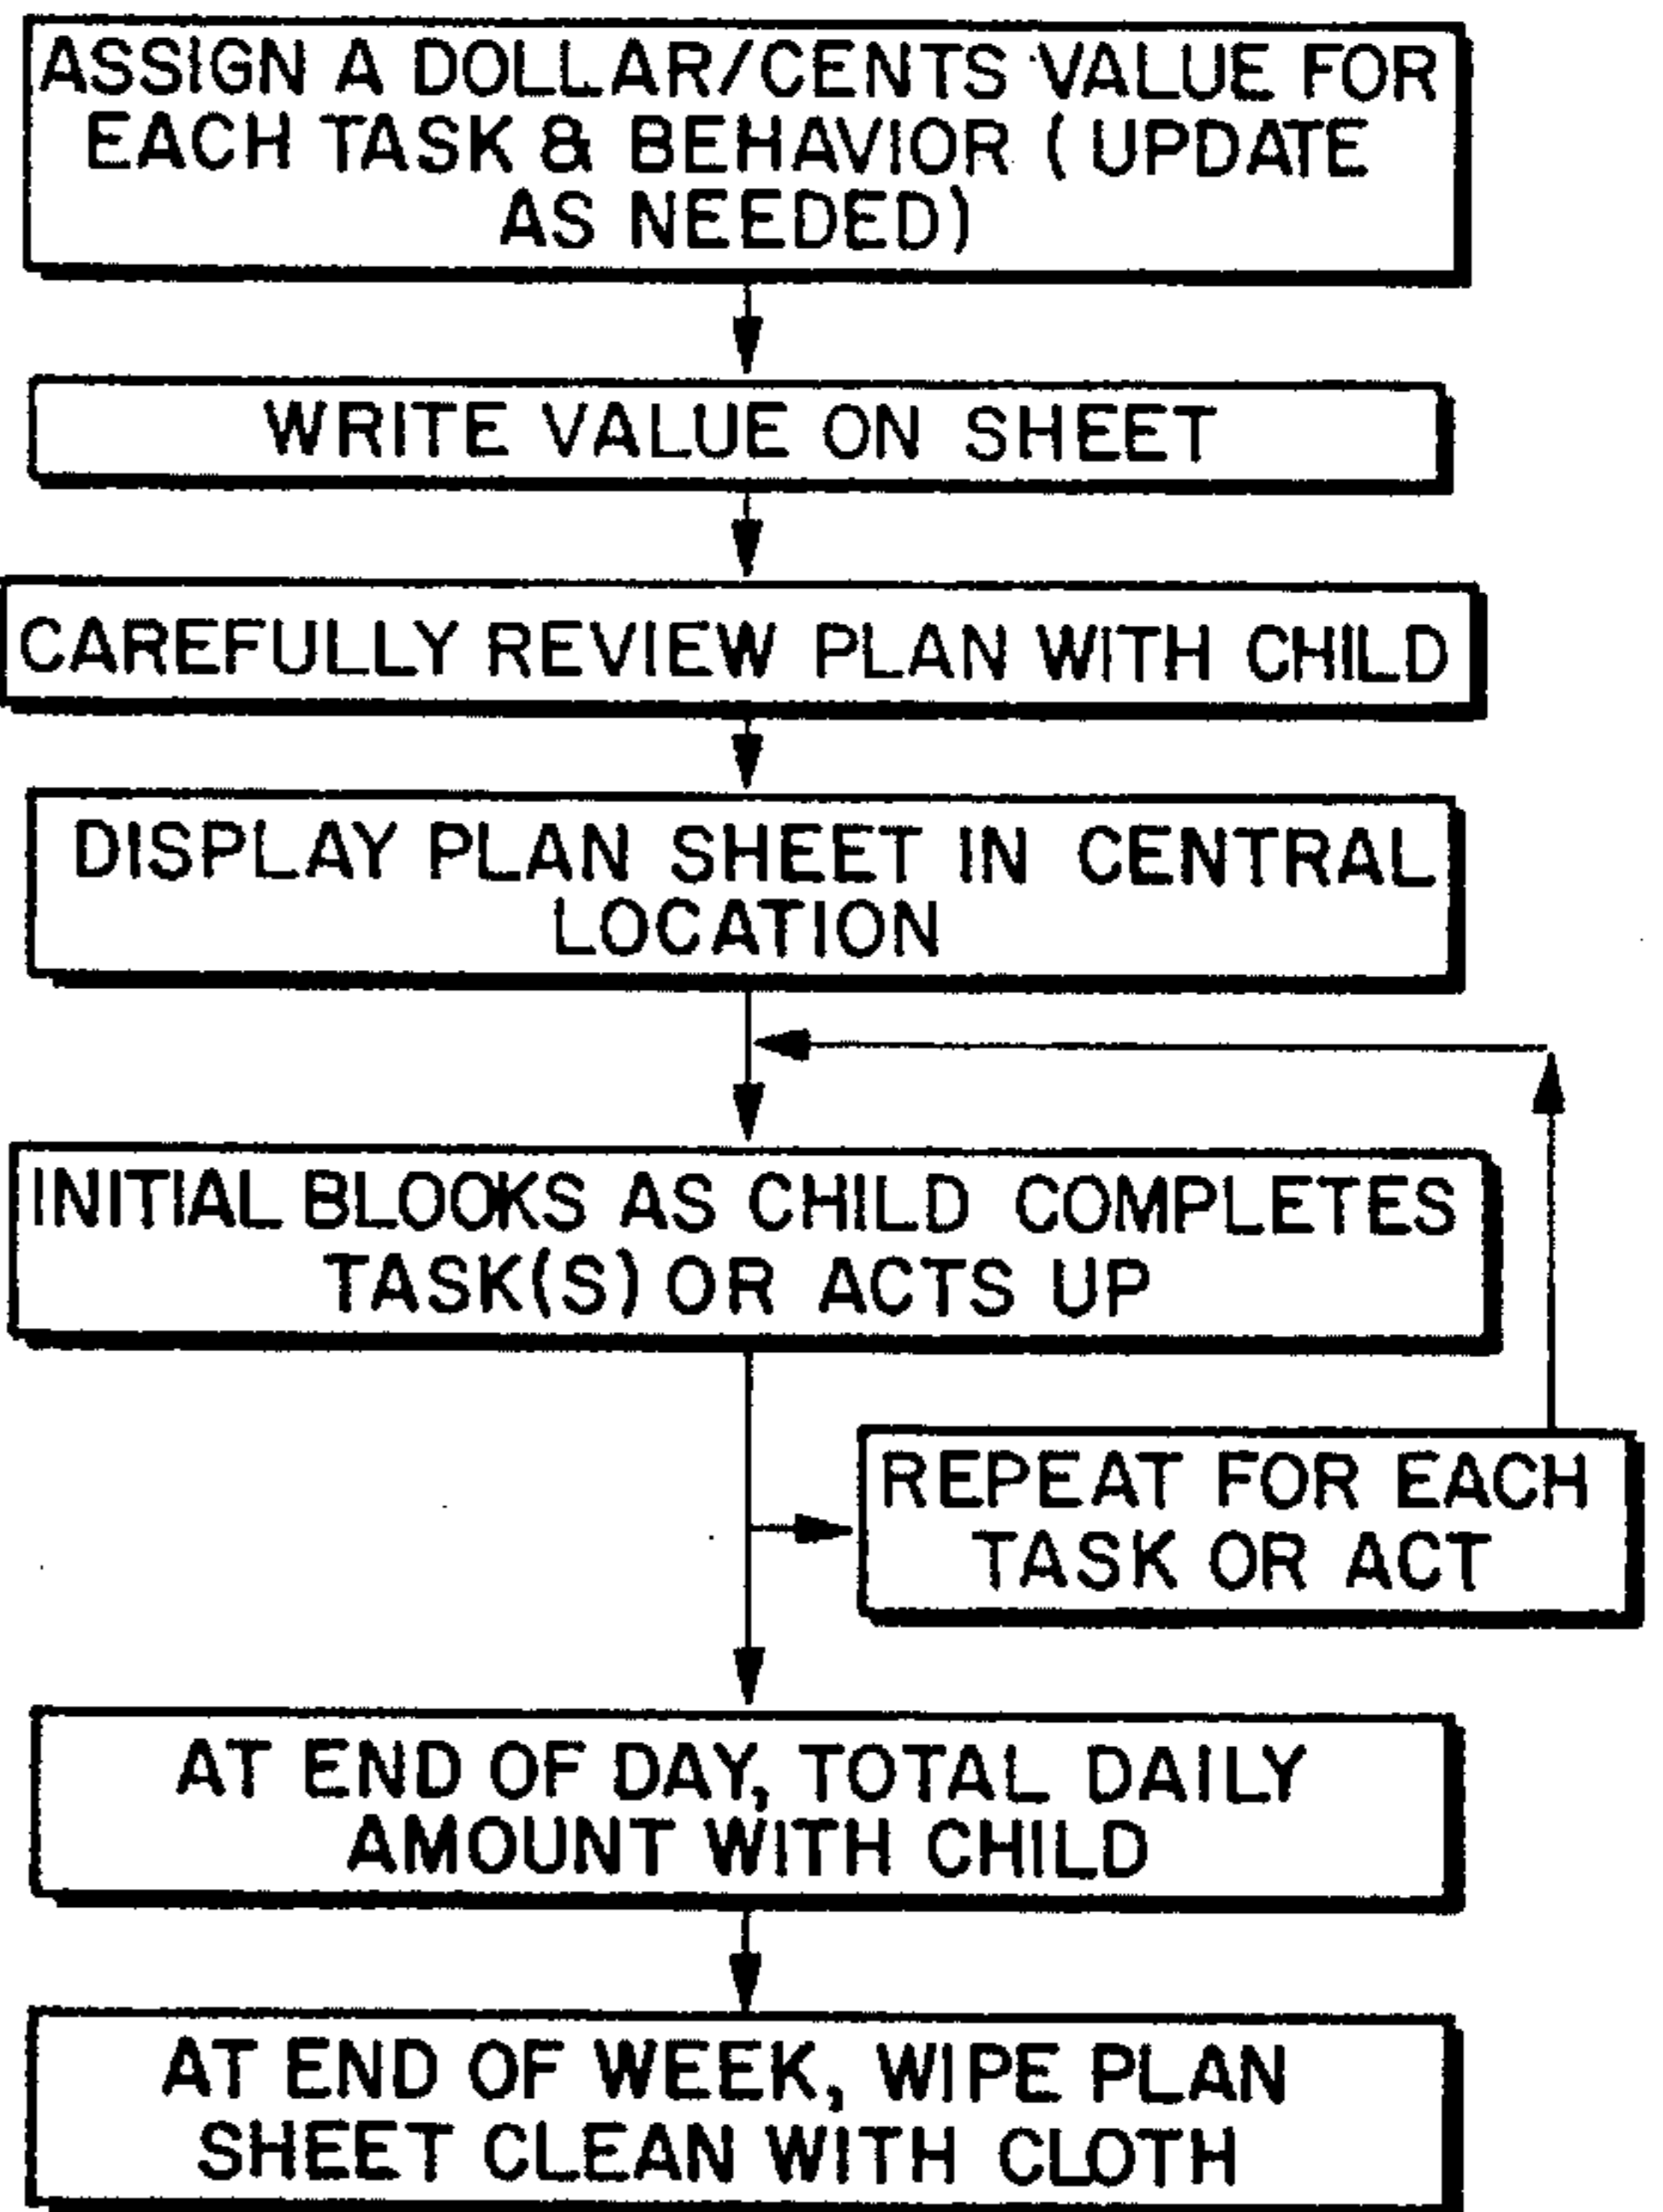 ASSIGN A DOLLAR/CENTS VALUE FOR
EACH TASK & BEHAVIOR (UPDATE
AS NEEDED)
WRITE VALUE ON SHEET
CAREFULLY REVIEW PLAN WITH CHILD
DISPLAY PLAN SHEET IN CENTRAL
LOCATION
INITIAL BLOCKS AS CHILD COMPLETES
TASK(S) OR ACTS UP
REPEAT FOR EACH
TASK OR ACT
AT END OF DAY, TOTAL DAILY
AMOUNT WITH CHILD
AT END OF WEEK, WIPE PLAN
SHEET CLEAN WITH CLOTH